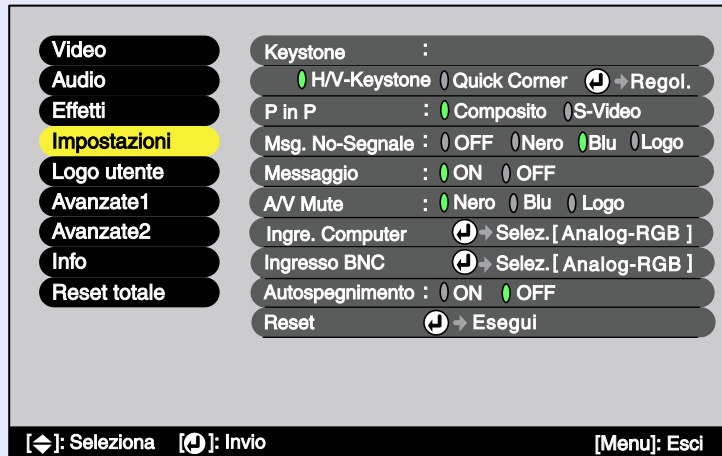 Video
Audio
Effetti
Impostazioni
Logo utente
Avanzate1
Avanzate2
Info
Reset totale
Keystone :
H/V-Keystone Quick Corner Regol.
P in P : Composito S-Video
Msg. No-Segnale : OFF Nero Blu Logo
Messaggio : ON OFF
A/V Mute : Nero Blu Logo
Ingre. Computer Selez.[ Analog-RGB ]
Ingresso BNC Selez.[ Analog-RGB ]
Autospegnimento : ON OFF
Reset Esegui
[ ]: Seleziona [ ]: Invio [Menu]: Esci